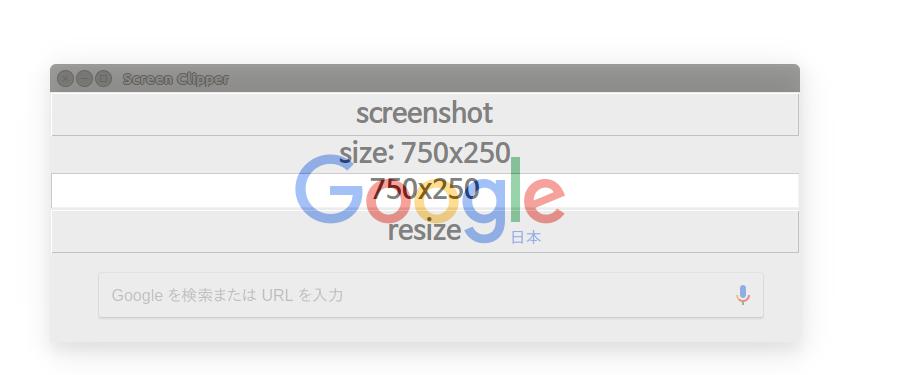 Screen Clipper
screenshot
size: 750x250
750x250
Google
resize
日本
Google を検索または URL を入力